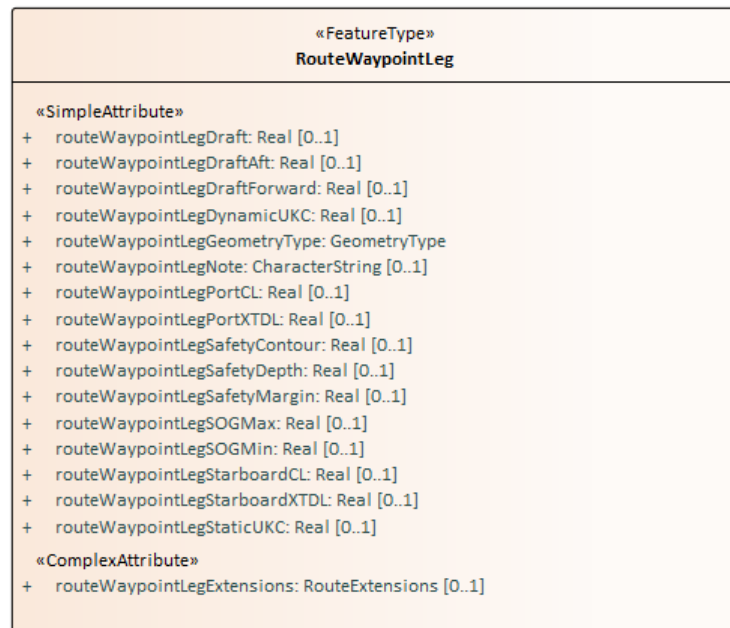 «FeatureType»
RouteWaypointLeg
«SimpleAttribute»
+ routeWaypointLegDraft: Real [0..1]
+ routeWaypointLegDraftAft: Real [0..1]
+ routeWaypointLegDraftForward: Real [0..1]
+ routeWaypointLegDynamicUKC: Real [0..1]
+ routeWaypointLegGeometryType: GeometryType
+ routeWaypointLegNote: CharacterString [0..1]
+ routeWaypointLegPortCL: Real [0..1]
+ routeWaypointLegPortXTDL: Real [0..1]
+ routeWaypointLegSafetyContour: Real [0..1]
+ routeWaypointLegSafetyDepth: Real [0..1]
+ routeWaypointLegSafetyMargin: Real [0..1]
+ routeWaypointLegSOGMax: Real [0..1]
+ routeWaypointLegSOGMin: Real [0..1]
+ routeWaypointLegStarboardCL: Real [0..1]
+ routeWaypointLegStarboardXTDL: Real [0..1]
+ routeWaypointLegStaticUKC: Real [0..1]
«ComplexAttribute»
+ routeWaypointLegExtensions: RouteExtensions [0..1]